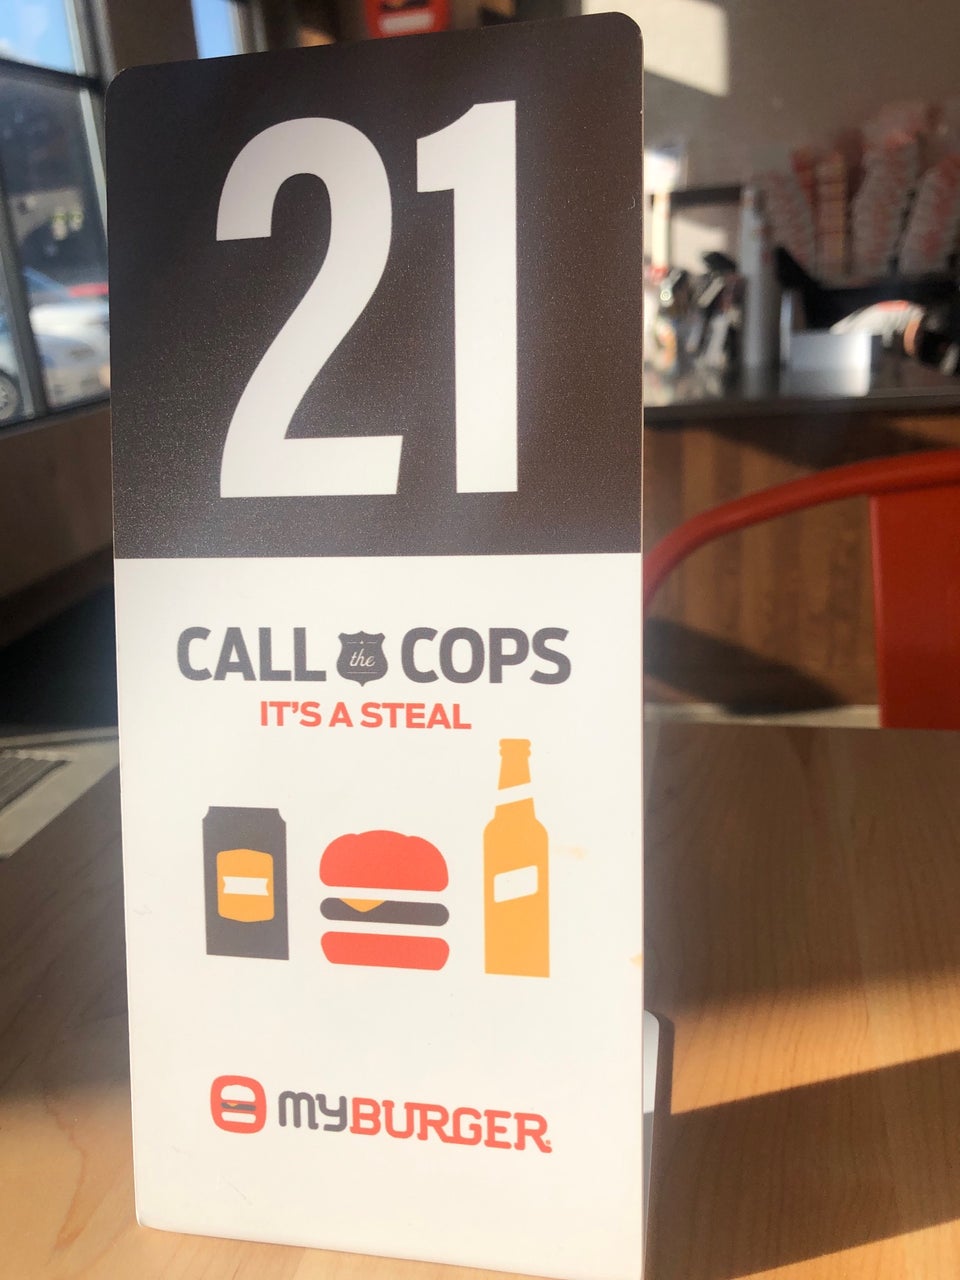 21
CALL the COPS
IT'S A STEAL
MYBURGER